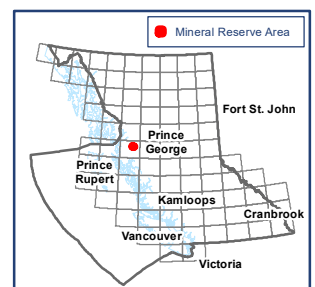 Mineral Reserve Area
Fort St. John
Prince
George
Prince
Rupert
Kamloops
Cranbrook
Vancouver
Victoria